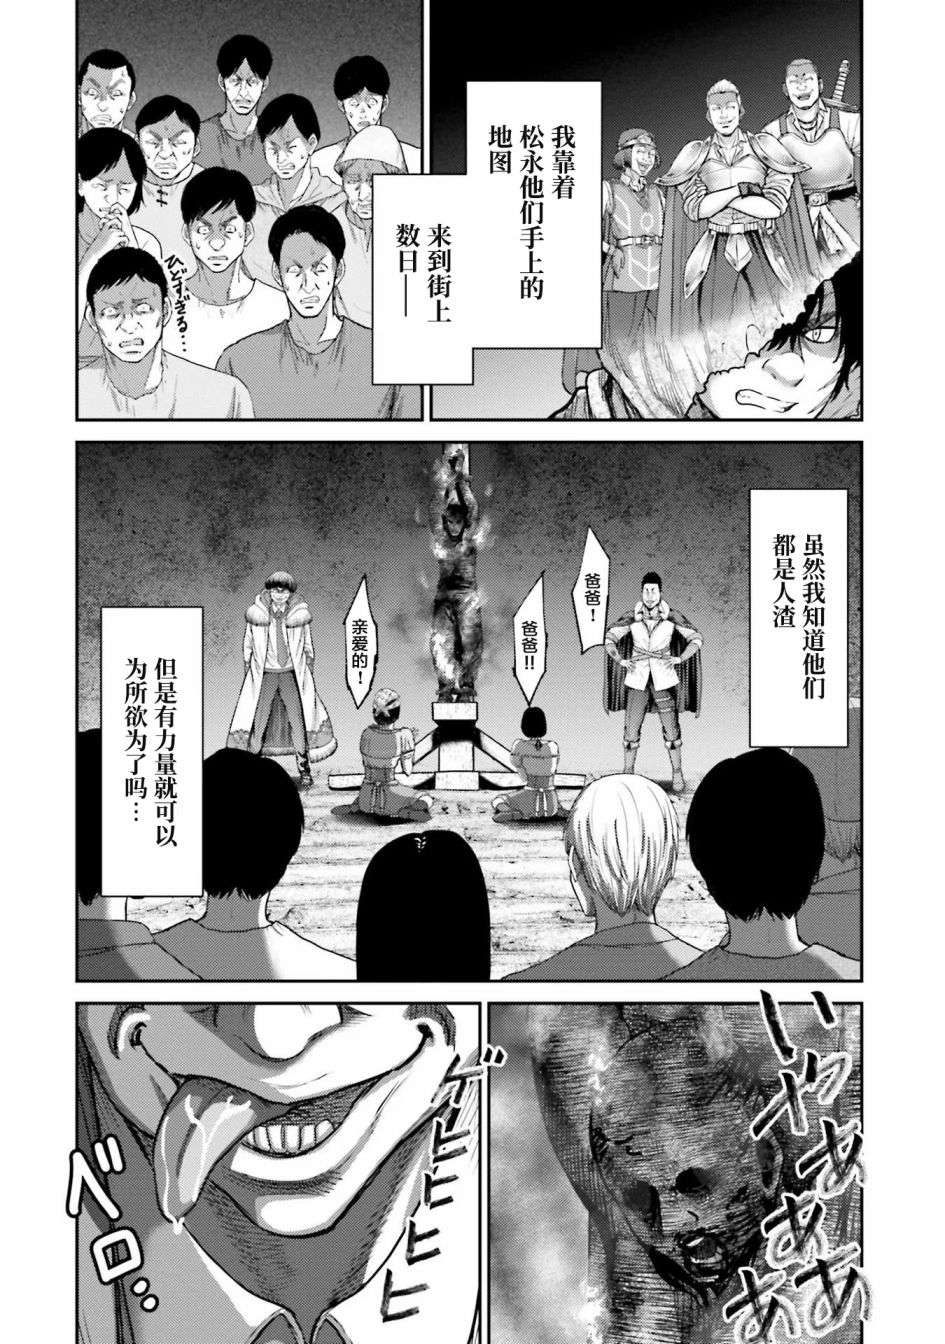 我靠着
松永他们手上的
地图
来到街上
数日——
ひどすぎる…
虽然我知道他们
都是人渣
爸爸！
爸爸!!
亲爱的！
但是有力量就可以
为所欲为了吗…
いやぁあああああ
ゲヒヒヒヒ
ベロ